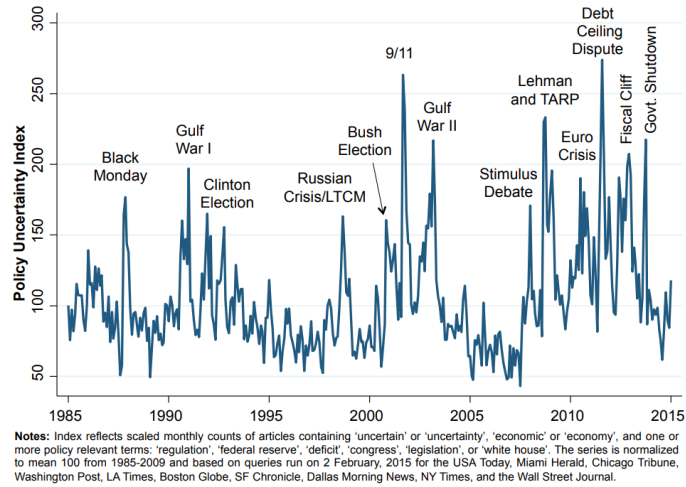 Debt
Ceiling
Dispute
300
9/11
Govt. Shutdown
Lehman
and TARP
Fiscal Cliff
250
Gulf
War II
Gulf
War I
Bush
Election
Euro
Crisis
Black
Monday
200
Clinton
Election
Russian
Crisis/LTCM
Stimulus
Debate
Policy Uncertainty Index
150
100
50
1985 1990 1995 2000 2005 2010 2015
Notes: Index reflects scaled monthly counts of articles containing 'uncertain' or 'uncertainty', 'economic' or 'economy', and one or
more policy relevant terms: 'regulation', 'federal reserve', 'deficit', 'congress', 'legislation', or 'white house'. The series is normalized
to mean 100 from 1985-2009 and based on queries run on 2 February, 2015 for the USA Today, Miami Herald, Chicago Tribune,
Washington Post, LA Times, Boston Globe, SF Chronicle, Dallas Morning News, NY Times, and the Wall Street Journal.